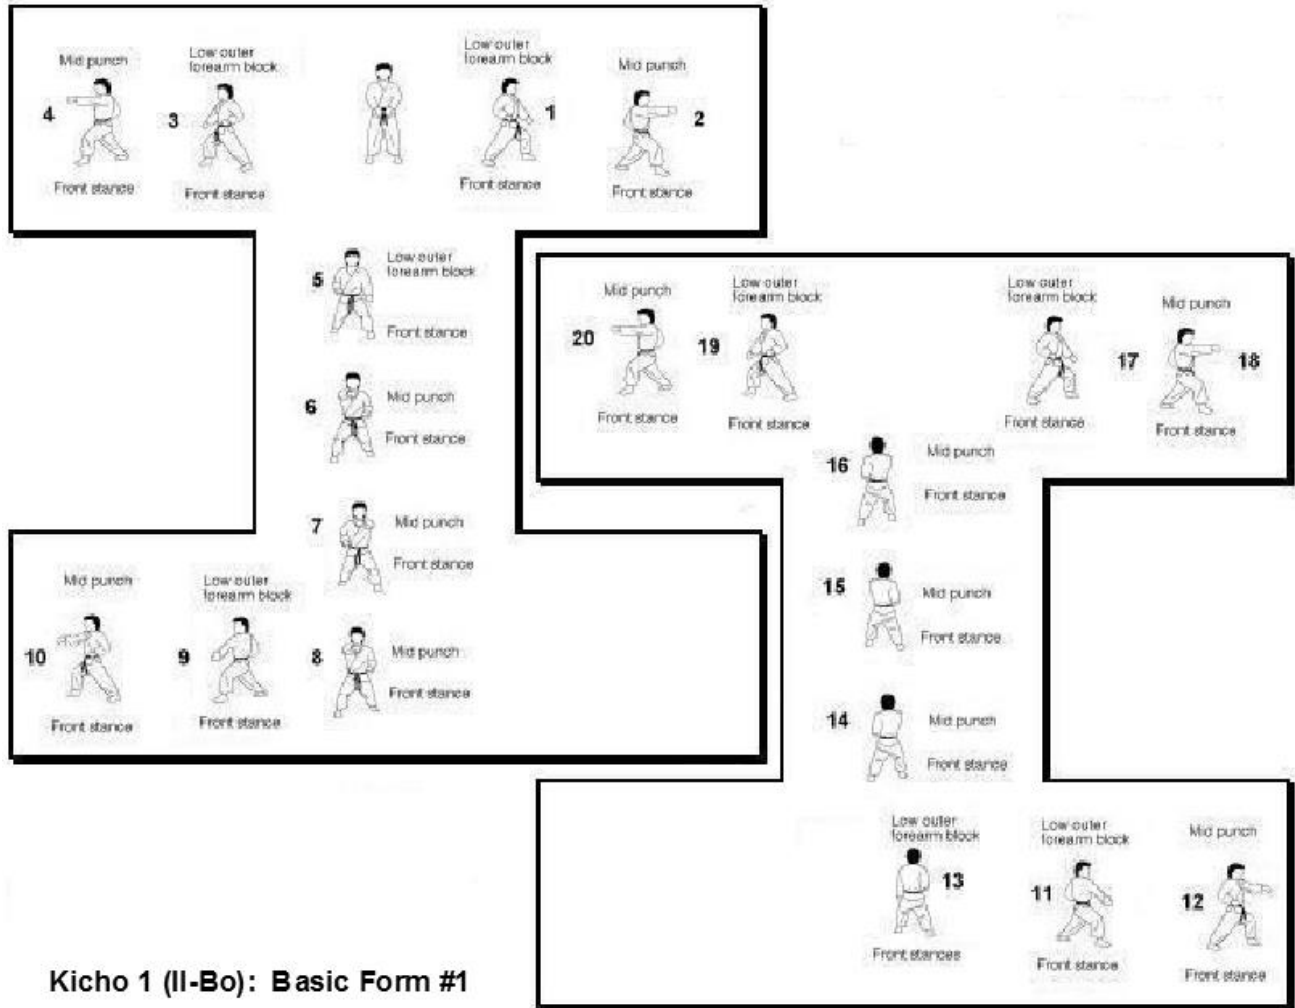 Mid punch
4
Front stance
Low outer
forearm block
3
Front stance
Low outer
forearm block
1
Front stance
Mid punch
2
Front stance
5
Low outer
forearm block
Front stance
6
Mid punch
Front stance
7
Mid punch
Front stance
Mid punch
10
Front stance
Low outer
forearm block
9
Front stance
8
Mid punch
Front stance
Mid punch
20
Front stance
Low outer
forearm block
19
Front stance
Low outer
forearm block
17
Front stance
Mid punch
18
Front stance
16
Mid punch
Front stance
15
Mid punch
Front stance
14
Mid punch
Front stance
Low outer
forearm block
13
Front stances
Low outer
forearm block
11
Front stance
Mid punch
12
Front stance
Kicho 1 (Il-Bo): Basic Form #1